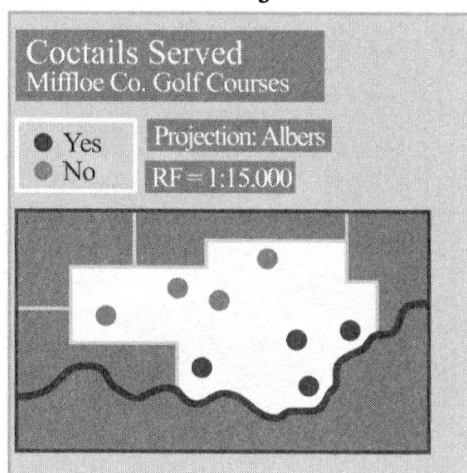 Coctails Served
Miffloe Co. Golf Courses
Yes
No
Projection: Albers
RF = 1:15.000